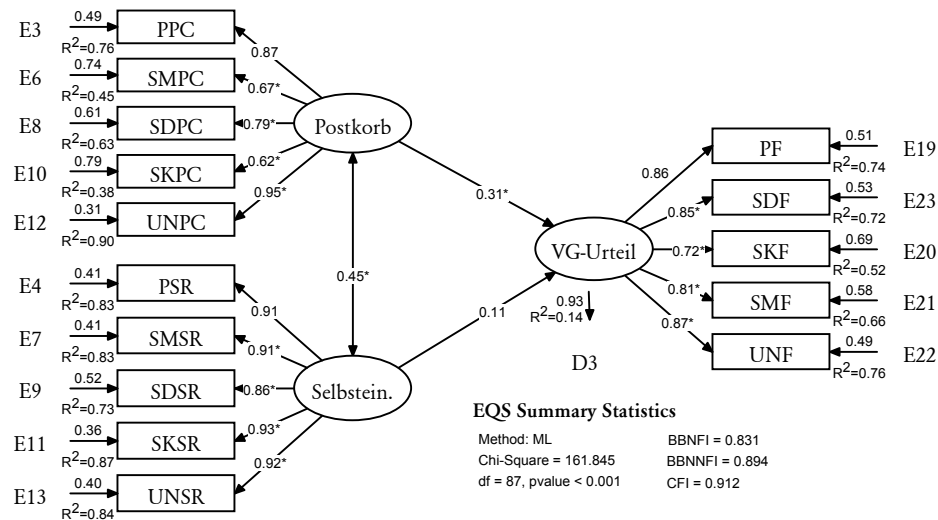 E3 0.49 R2=0.76 PPC 0.87
E6 0.74 R2=0.45 SMPC 0.67*
E8 0.61 R2=0.63 SDPC 0.79* Postkorb
E10 0.79 R2=0.38 SKPC 0.62*
E12 0.31 R2=0.90 UNPC 0.95*
E4 0.41 R2=0.83 PSR 0.91
E7 0.41 R2=0.83 SMSR 0.91*
E9 0.52 R2=0.73 SDSR 0.86* Selbstein.
E11 0.36 R2=0.87 SKSR 0.93*
E13 0.40 R2=0.84 UNSR 0.92*
0.45*
0.31*
0.11
VG-Urteil
0.93
R2=0.14
D3
0.86 PF 0.51 R2=0.74 E19
0.85* SDF 0.53 R2=0.72 E23
0.72* SKF 0.69 R2=0.52 E20
0.81* SMF 0.58 R2=0.66 E21
0.87* UNF 0.49 R2=0.76 E22
EQS Summary Statistics
Method: ML BBNFI = 0.831
Chi-Square = 161.845 BBNNFI = 0.894
df = 87, pvalue < 0.001 CFI = 0.912